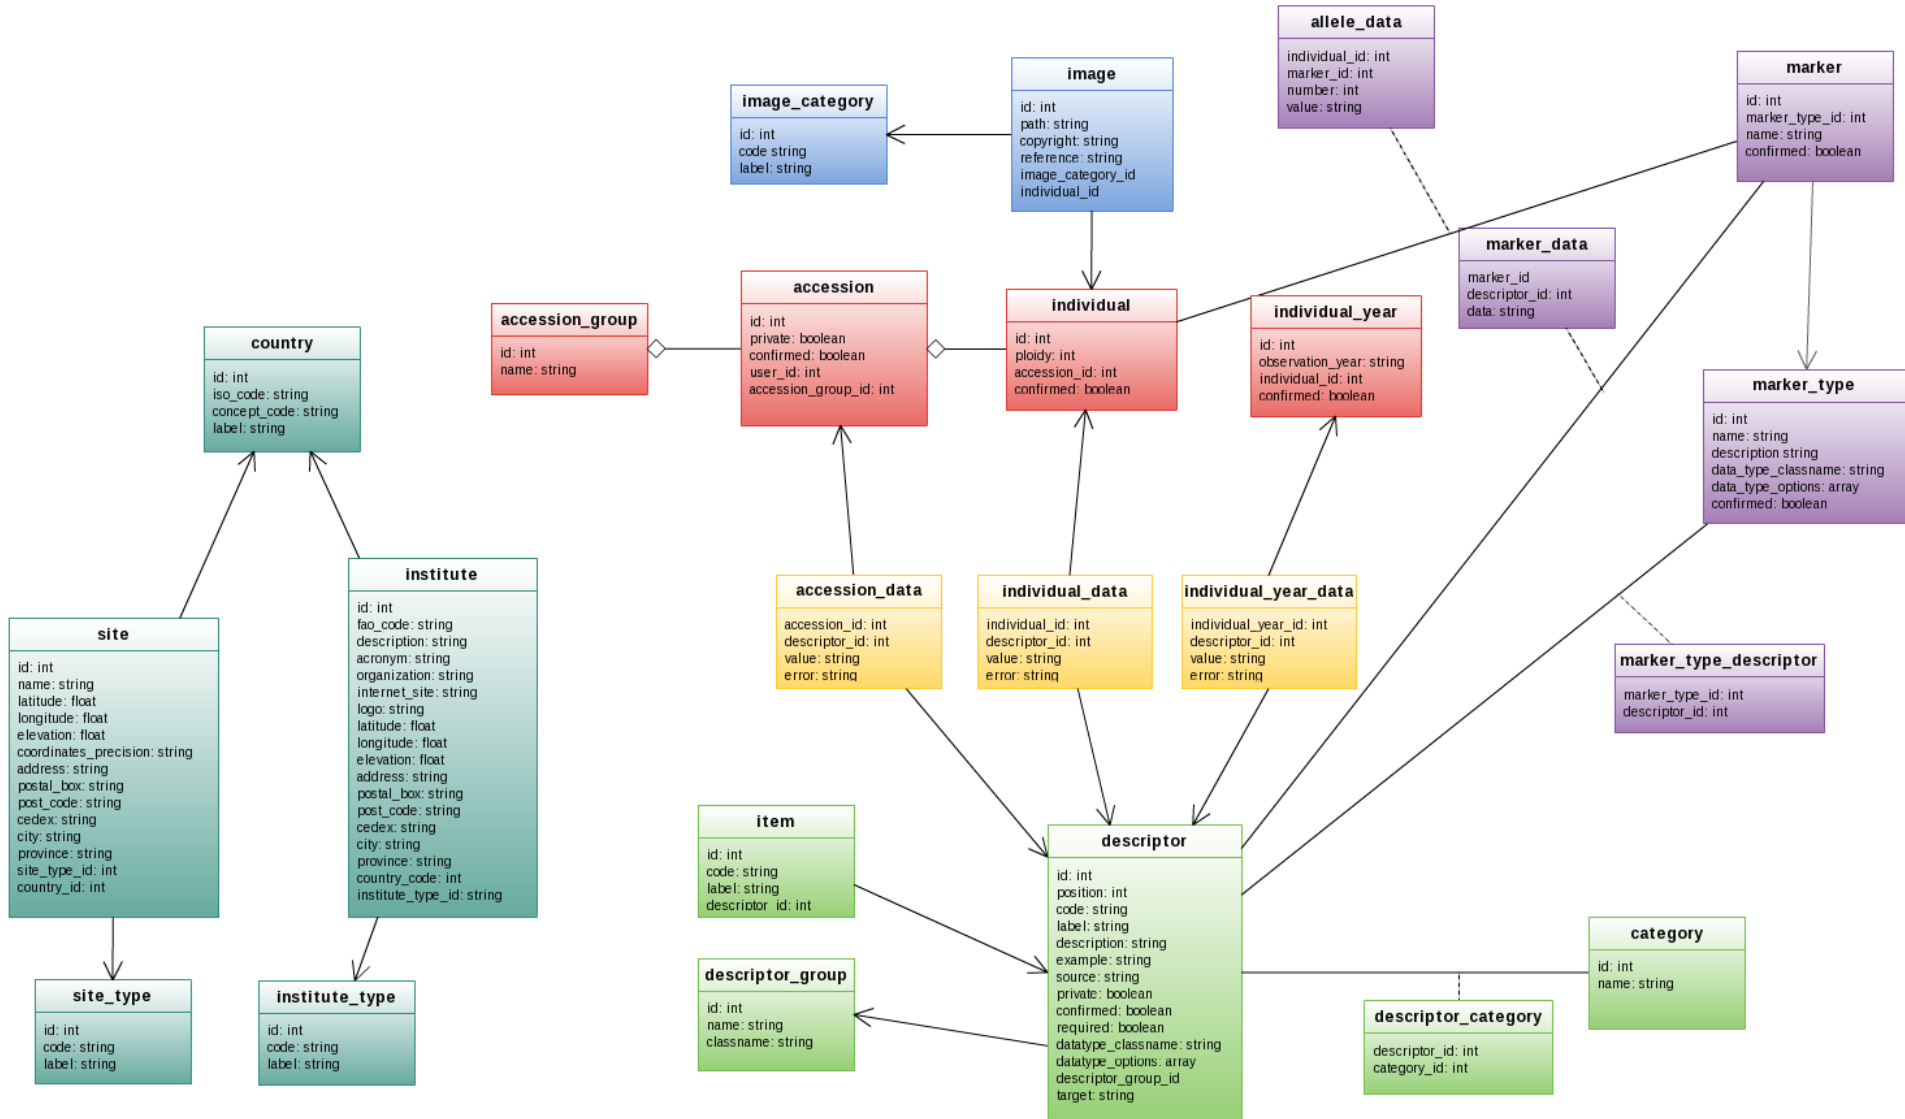 allele_data
individual_id: int
marker_id: int
number: int
value: string
marker
id: int
marker_type_id: int
name: string
confirmed: boolean
image
id: int
path: string
copyright: string
reference: string
image_category_id
individual_id
image_category
id: int
code string
label: string
marker_data
marker_id
descriptor_id: int
data: string
accession
id: int
private: boolean
confirmed: boolean
user_id: int
accession_group_id: int
individual
id: int
ploidy: int
accession_id: int
confirmed: boolean
individual_year
id: int
observation_year: string
individual_id: int
confirmed: boolean
accession_group
id: int
name: string
country
id: int
iso_code: string
concept_code: string
label: string
marker_type
id: int
name: string
description string
data_type_classname: string
data_type_options: array
confirmed: boolean
institute
id: int
fao_code: string
description: string
acronym: string
organization: string
internet_site: string
logo: string
latitude: float
longitude: float
elevation: float
address: string
postal_box: string
post_code: string
cedex: string
city: string
province: string
country_code: int
institute_type_id: string
accession_data
accession_id: int
descriptor_id: int
value: string
error: string
individual_data
individual_id: int
descriptor_id: int
value: string
error: string
individual_year_data
individual_year_id: int
descriptor_id: int
value: string
error: string
site
id: int
name: string
latitude: float
longitude: float
elevation: float
coordinates_precision: string
address: string
postal_box: string
post_code: string
cedex: string
city: string
province: string
site_type_id: int
country_id: int
marker_type_descriptor
marker_type_id: int
descriptor_id: int
item
id: int
code: string
label: string
descriptor_id: int
descriptor
id: int
position: int
code: string
label: string
description: string
example: string
source: string
private: boolean
confirmed: boolean
required: boolean
datatype_classname: string
datatype_options: array
descriptor_group_id
target: string
category
id: int
name: string
descriptor_group
id: int
name: string
classname: string
descriptor_category
descriptor_id: int
category_id: int
site_type
id: int
code: string
label: string
institute_type
id: int
code: string
label: string